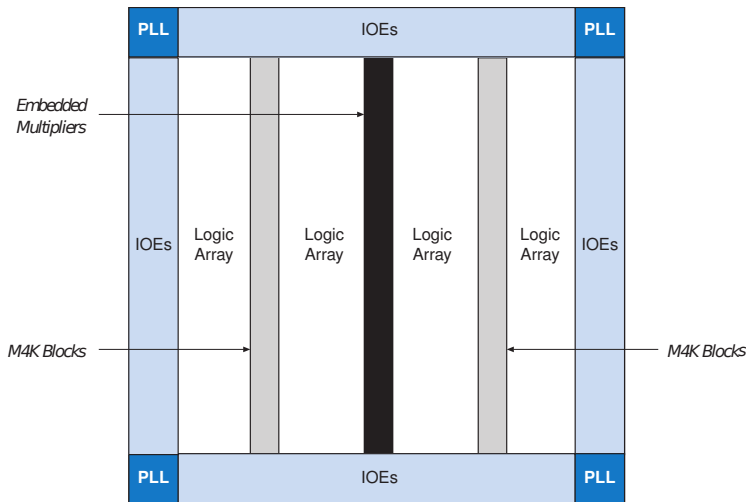 PLL
IOEs
PLL
Embedded
Multipliers
IOEs
Logic
Array
Logic
Array
Logic
Array
Logic
Array
IOEs
M4K Blocks
M4K Blocks
PLL
IOEs
PLL